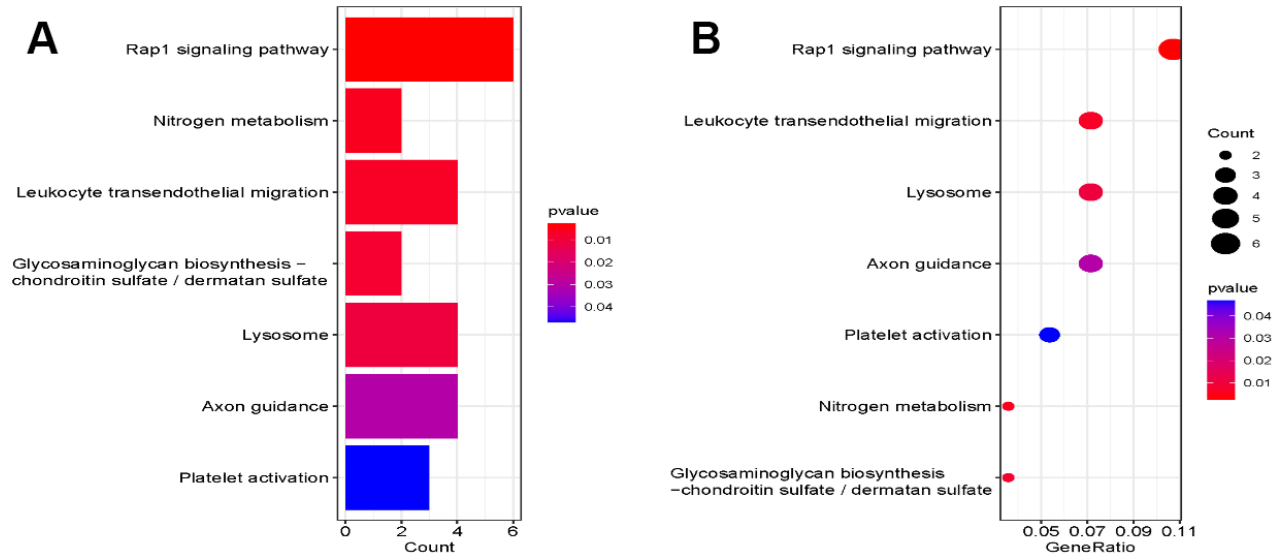 A
Rap1 signaling pathway
Nitrogen metabolism
Leukocyte transendothelial migration
Glycosaminoglycan biosynthesis −
chondroitin sulfate / dermatan sulfate
Lysosome
Axon guidance
Platelet activation
0 2 4 6
Count
pvalue
0.01
0.02
0.03
0.04
B
Rap1 signaling pathway
Leukocyte transendothelial migration
Lysosome
Axon guidance
Platelet activation
Nitrogen metabolism
Glycosaminoglycan biosynthesis
−chondroitin sulfate / dermatan sulfate
0.05 0.07 0.09 0.11
GeneRatio
Count
2
3
4
5
6
pvalue
0.04
0.03
0.02
0.01